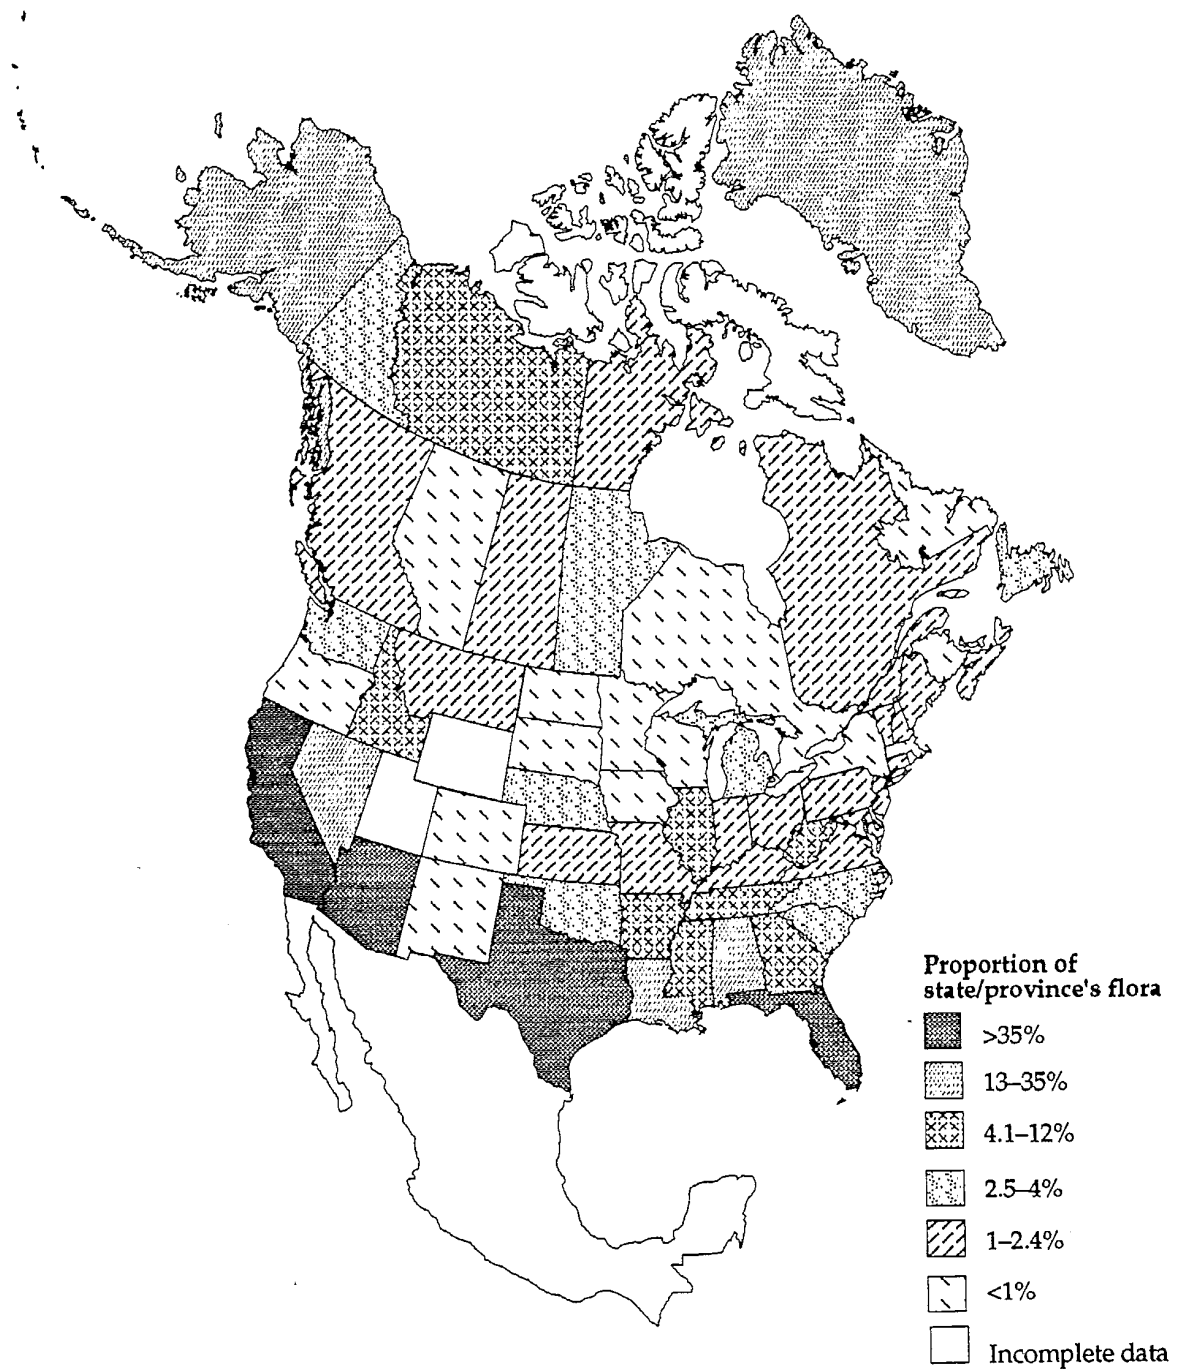 Proportion of
state/province's flora
>35%
13–35%
4.1–12%
2.5–4%
1–2.4%
<1%
Incomplete data